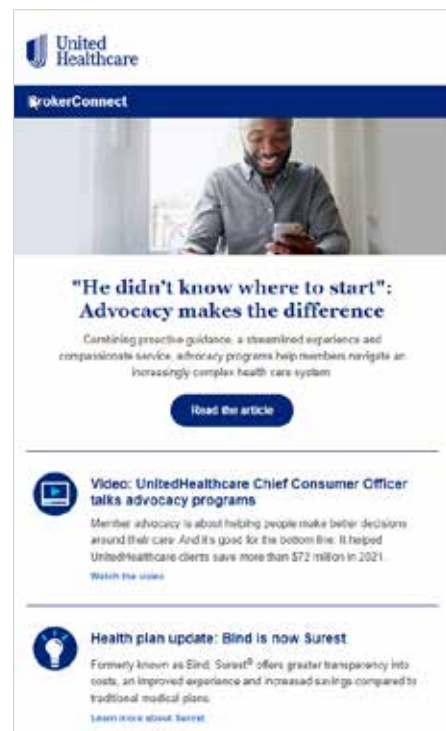 United
Healthcare
BrokerConnect
"He didn't know where to start":
Advocacy makes the difference
Combining proactive guidance, a streamlined experience and
compassionate service, advocacy programs help members navigate an
increasingly complex health care system
Read the article
Video: UnitedHealthcare Chief Consumer Officer
talks advocacy programs
Member advocacy is about helping people make better decisions
around their care. And it's good for the bottom line. It helped
UnitedHealthcare clients save more than $72 million in 2021.
Watch the video
Health plan update: Bind is now Surest
Formerly known as Bind, Surest® offers greater transparency into
costs, an improved experience and increased savings compared to
traditional medical plans.
Learn more about Surest